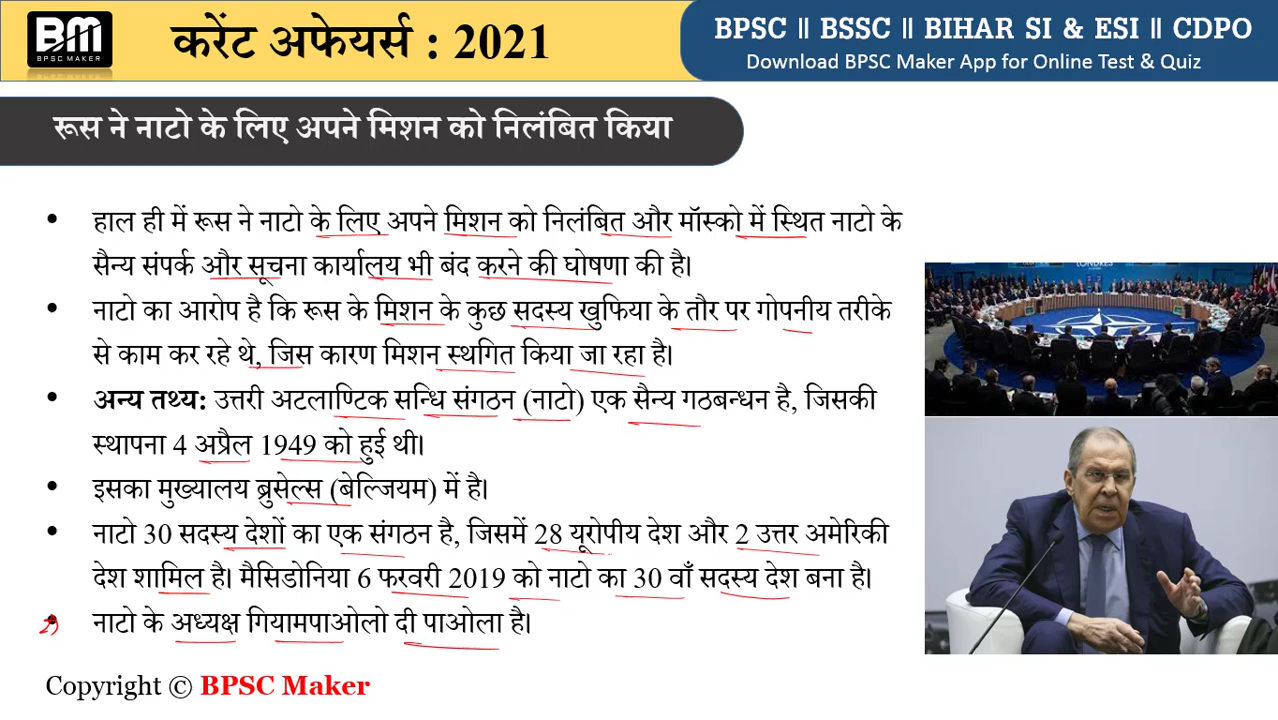 BM
BPSC MAKER
करेंट अफेयर्स : 2021
BPSC || BSSC || BIHAR SI & ESI || CDPO
Download BPSC Maker App for Online Test & Quiz
रूस ने नाटो के लिए अपने मिशन को निलंबित किया
• हाल ही में रूस ने नाटो के लिए अपने मिशन को निलंबित और मॉस्को में स्थित नाटो के
सैन्य संपर्क और सूचना कार्यालय भी बंद करने की घोषणा की है।
• नाटो का आरोप है कि रूस के मिशन के कुछ सदस्य खुफिया के तौर पर गोपनीय तरीके
से काम कर रहे थे, जिस कारण मिशन स्थगित किया जा रहा है।
• अन्य तथ्य: उत्तरी अटलाण्टिक सन्धि संगठन (नाटो) एक सैन्य गठबन्धन है, जिसकी
स्थापना 4 अप्रैल 1949 को हुई थी।
• इसका मुख्यालय ब्रुसेल्स (बेल्जियम) में है।
• नाटो 30 सदस्य देशों का एक संगठन है, जिसमें 28 यूरोपीय देश और 2 उत्तर अमेरिकी
देश शामिल है। मैसिडोनिया 6 फरवरी 2019 को नाटो का 30 वाँ सदस्य देश बना है।
• नाटो के अध्यक्ष गियामपाओलो दी पाओला है।
Copyright © BPSC Maker
LONDRES